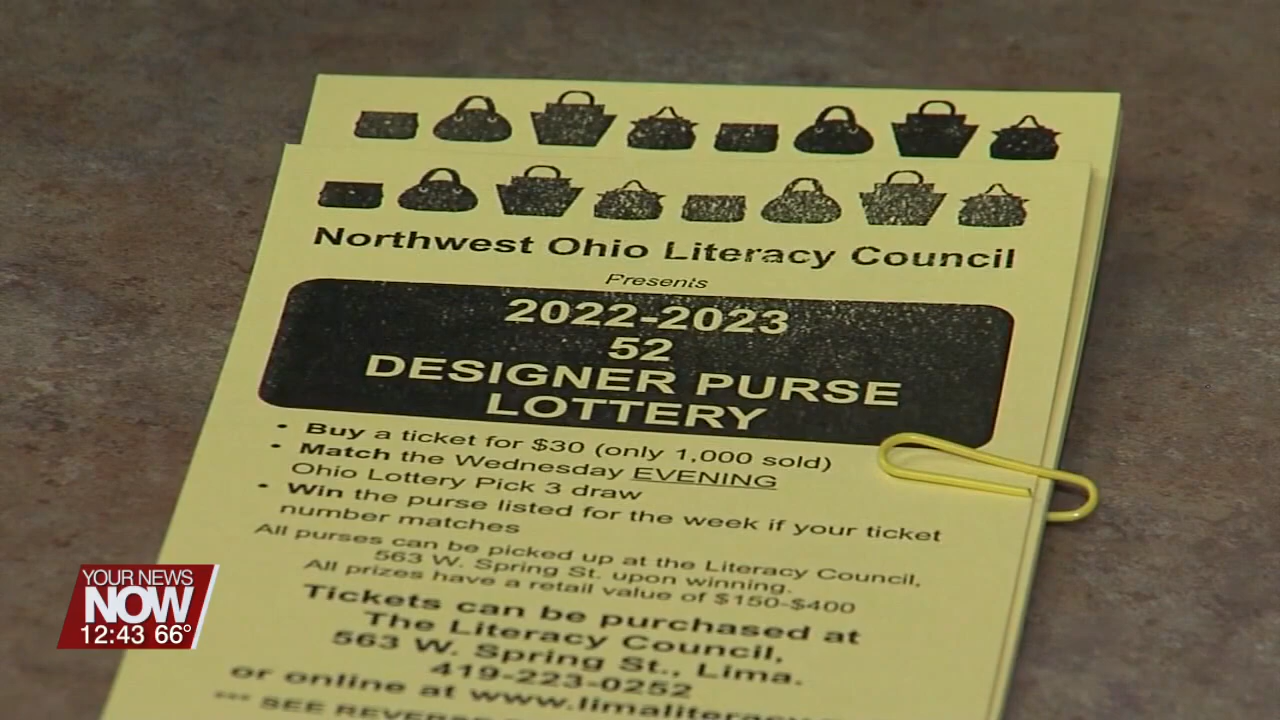 Northwest Ohio Literacy Council
Presents
2022-2023
52
DESIGNER PURSE
LOTTERY
• Buy a ticket for $30 (only 1,000 sold)
• Match the Wednesday EVENING
Ohio Lottery Pick 3 draw
• Win the purse listed for the week if your ticket
number matches
All purses can be picked up at the Literacy Council,
563 W. Spring St. upon winning.
All prizes have a retail value of $150-$400
Tickets can be purchased at
The Literacy Council,
563 W. Spring St., Lima.
419-223-0252
or online at www.limaliteracy
*** SEE REVERSE
YOUR NEWS
NOW
12:43 66°